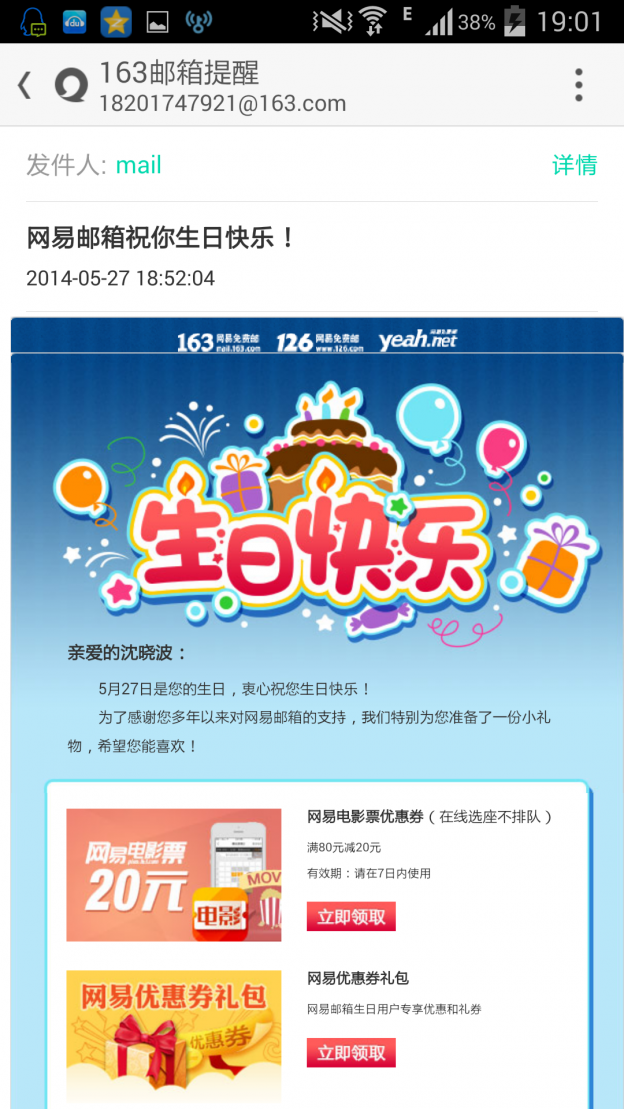 E
38%
19:01
163邮箱提醒
18201747921@163.com
发件人: mail
详情
网易邮箱祝你生日快乐！
2014-05-27 18:52:04
163 网易免费邮 mail.163.com 126 网易免费邮 www.126.com yeah.net
生日快乐
亲爱的沈晓波：
5月27日是您的生日，衷心祝您生日快乐！
为了感谢您多年以来对网易邮箱的支持，我们特别为您准备了一份小礼
物，希望您能喜欢！
网易电影票
20元
MOV
电影
网易电影票优惠券（在线选座不排队）
满80元减20元
有效期：请在7日内使用
立即领取
网易优惠券礼包
优惠券
网易优惠券礼包
网易邮箱生日用户专享优惠和礼券
立即领取